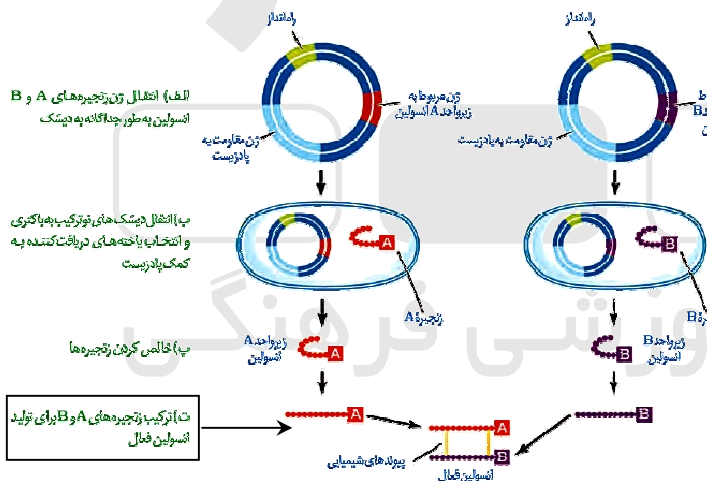 راه‌انداز
راه‌انداز
الف) انتقال ژن زنجیره‌های A و B
انسولین به طور جداگانه به دیسک
ژن مربوط به
زیرواحد A انسولین
ژن مقاومت به
پادزیست
ژن مقاومت به پادزیست
ب) انتقال دیسک‌های نوترکیب به باکتری
و انتخاب یاخته‌های دریافت‌کننده به
کمک پادزیست
A
B
زنجیرهٔ A
پ) خالص کردن زنجیره‌ها
زیرواحد A
انسولین
A
زیرواحد B
انسولین
B
ت) ترکیب زنجیره‌های A و B برای تولید
انسولین فعال
A
B
A
B
پیوندهای شیمیایی
انسولین فعال
ورزشی فرهنگی